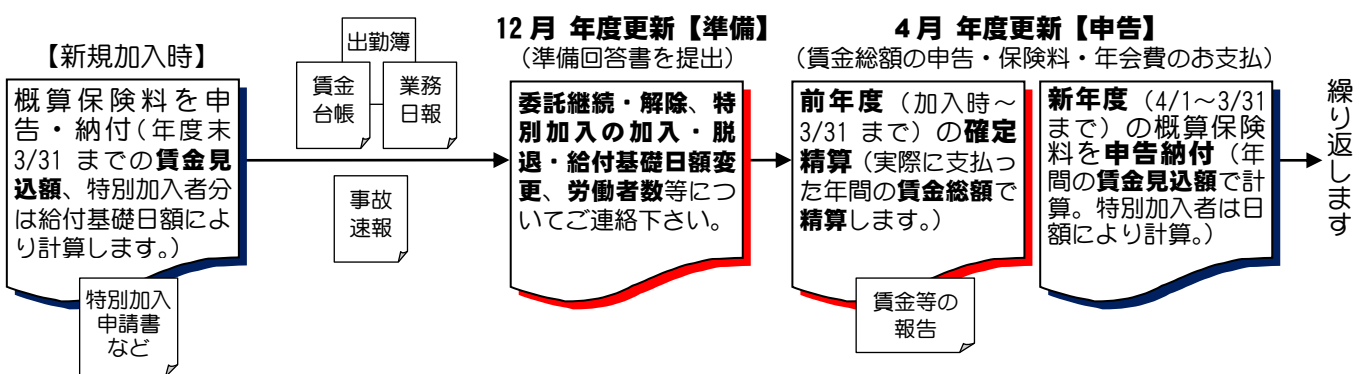 【新規加入時】
概算保険料を申
告・納付(年度末
3/31 までの賃金見
込額、特別加入者分
は給付基礎日額によ
り計算します。)
特別加入
申請書
など
出勤簿
賃金
台帳
業務
日報
事故
速報
12月 年度更新【準備】
(準備回答書を提出)
委託継続・解除、特
別加入の加入・脱
退・給付基礎日額変
更、労働者数等につ
いてご連絡下さい。
4月 年度更新【申告】
(賃金総額の申告・保険料・年会費のお支払)
前年度(加入時~
3/31 まで)の確定
精算(実際に支払っ
た年間の賃金総額で
精算します。)
賃金等の
報告
新年度(4/1~3/31
まで)の概算保険
料を申告納付(年
間の賃金見込額で計
算。特別加入者は日
額により計算。)
繰り返します